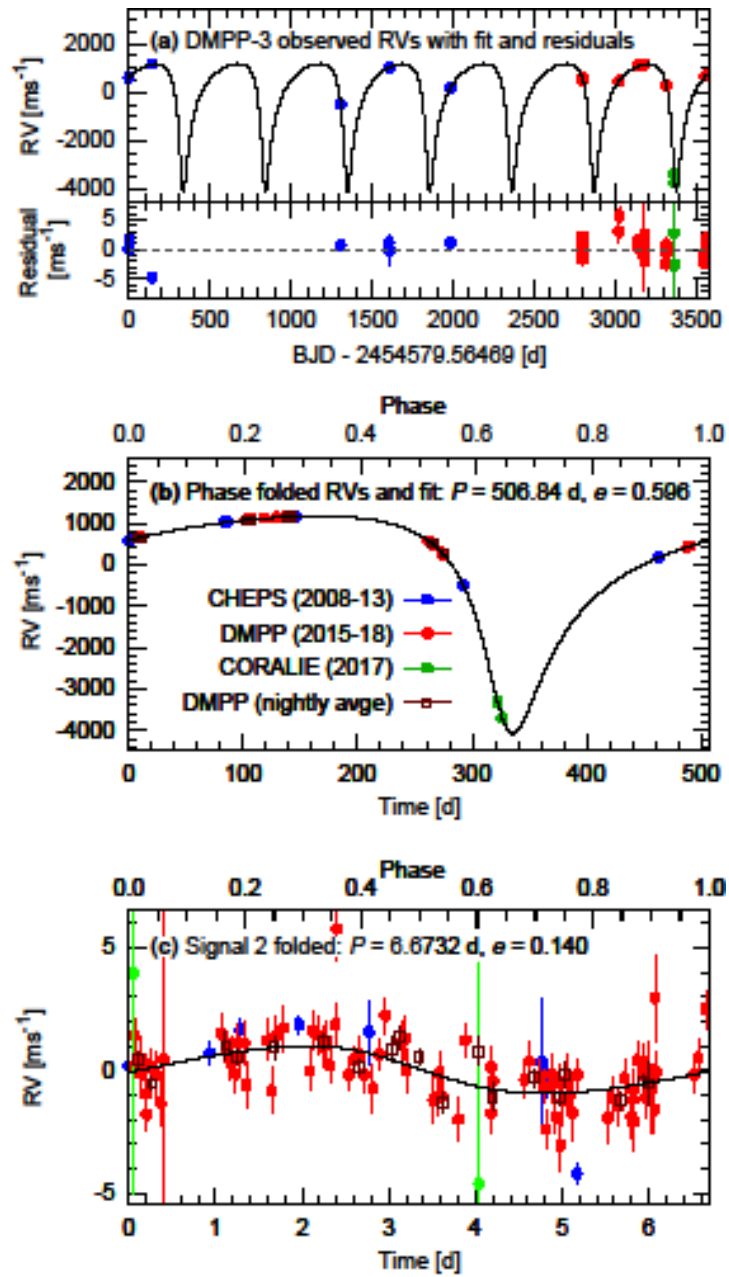 (a) DMPP-3 observed RVs with fit and residuals
2000
0
-2000
-4000
RV [ms⁻¹]
5
0
-5
Residual
[ms⁻¹]
0 500 1000 1500 2000 2500 3000 3500
BJD - 2454579.56469 [d]
Phase
0.0 0.2 0.4 0.6 0.8 1.0
(b) Phase folded RVs and fit: P = 506.84 d, e = 0.596
2000
1000
0
-1000
-2000
-3000
-4000
RV [ms⁻¹]
CHEPS (2008-13)
DMPP (2015-18)
CORALIE (2017)
DMPP (nightly avge)
0 100 200 300 400 500
Time [d]
Phase
0.0 0.2 0.4 0.6 0.8 1.0
(c) Signal 2 folded: P = 6.6732 d, e = 0.140
5
0
-5
RV [ms⁻¹]
0 1 2 3 4 5 6
Time [d]